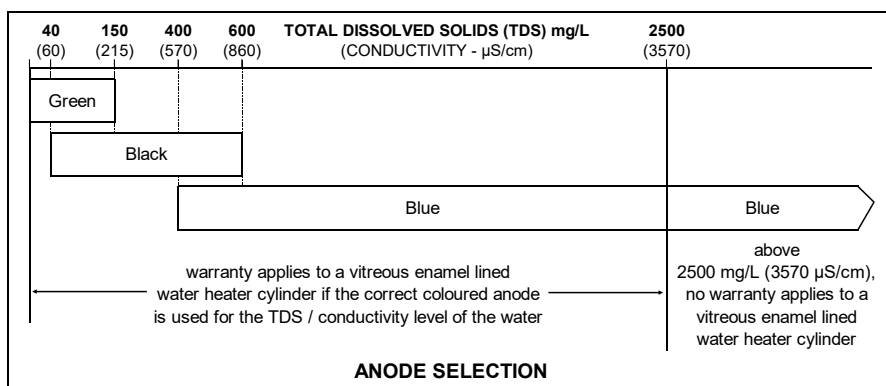 40 150 400 600 TOTAL DISSOLVED SOLIDS (TDS) mg/L 2500
(60) (215) (570) (860) (CONDUCTIVITY - µS/cm) (3570)
Green
Black
Blue Blue
warranty applies to a vitreous enamel lined
water heater cylinder if the correct coloured anode
is used for the TDS / conductivity level of the water
above
2500 mg/L (3570 µS/cm),
no warranty applies to a
vitreous enamel lined
water heater cylinder
ANODE SELECTION